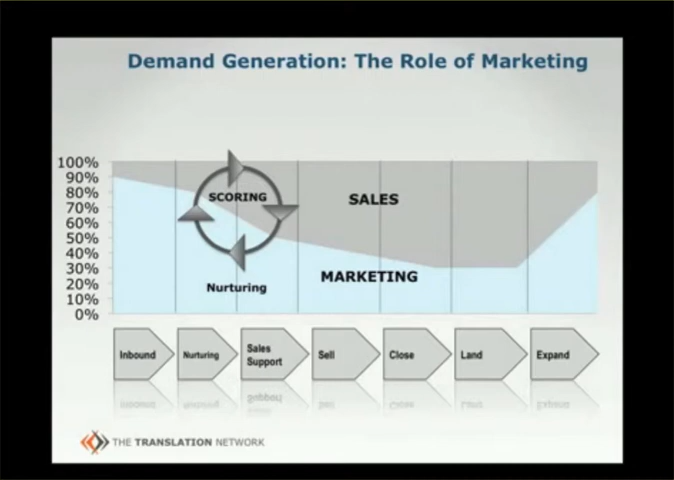 Demand Generation: The Role of Marketing
100%
90%
80%
70%
60%
50%
40%
30%
20%
10%
0%
SCORING
SALES
MARKETING
Nurturing
Inbound
Nurturing
Sales
Support
Sell
Close
Land
Expand
THE TRANSLATION NETWORK